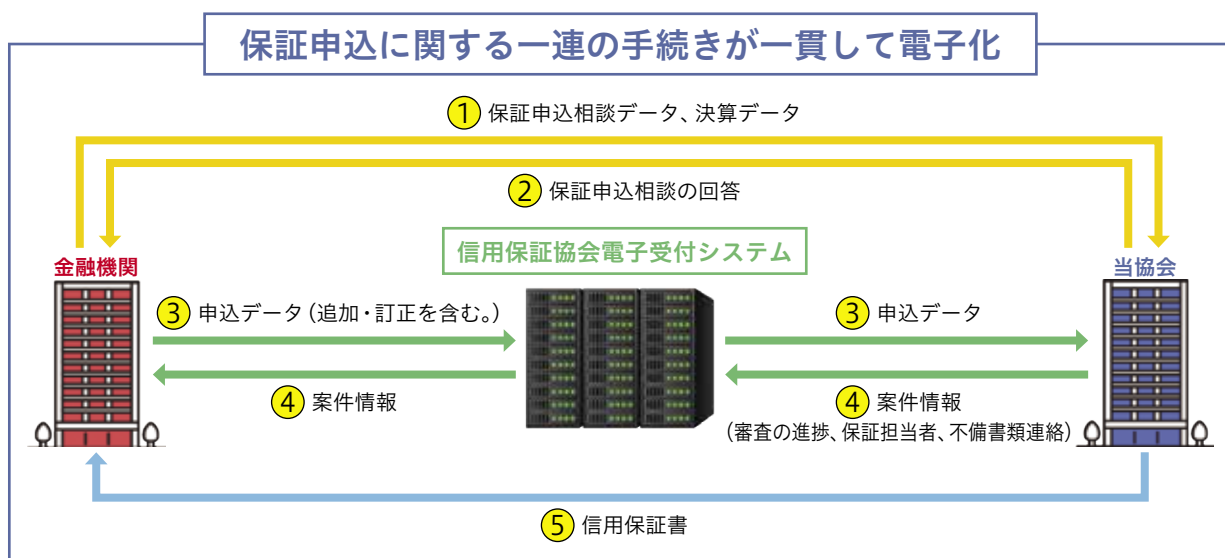 保証申込に関する一連の手続きが一貫して電子化
① 保証申込相談データ、決算データ
② 保証申込相談の回答
信用保証協会電子受付システム
金融機関
当協会
③ 申込データ（追加・訂正を含む。）
③ 申込データ
④ 案件情報
④ 案件情報
（審査の進捗、保証担当者、不備書類連絡）
⑤ 信用保証書